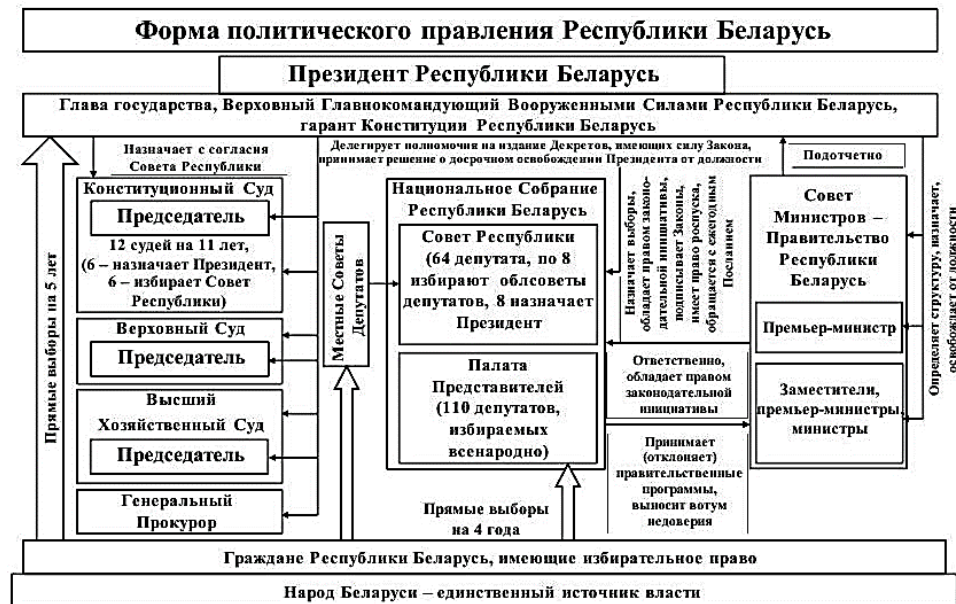 Форма политического правления Республики Беларусь
Президент Республики Беларусь
Глава государства, Верховный Главнокомандующий Вооруженными Силами Республики Беларусь,
гарант Конституции Республики Беларусь
Назначает с согласия
Совета Республики
Делегирует полномочия на издание Декретов, имеющих силу Закона,
принимает решение о досрочном освобождении Президента от должности
Подотчетно
Прямые выборы на 5 лет
Конституционный Суд
Председатель
12 судей на 11 лет,
(6 – назначает Президент,
6 – избирает Совет
Республики)
Верховный Суд
Председатель
Высший
Хозяйственный Суд
Председатель
Генеральный
Прокурор
Местные Советы
Депутатов
Национальное Собрание
Республики Беларусь
Совет Республики
(64 депутата, по 8
избирают облсоветы
депутатов, 8 назначает
Президент)
Палата
Представителей
(110 депутатов,
избираемых
всенародно)
Прямые выборы
на 4 года
Назначает выборы,
обладает правом законо-
дательной инициативы,
подписывает Законы,
имеет право роспуска,
обращается с ежегодным
Посланием
Ответственно,
обладает правом
законодательной
инициативы
Принимает
(отклоняет)
правительственные
программы,
выносит вотум
недоверия
Совет
Министров –
Правительство
Республики
Беларусь
Премьер-министр
Заместители,
премьер-министры,
министры
Определяет структуру, назначает,
освобождает от должности
Граждане Республики Беларусь, имеющие избирательное право
Народ Беларуси – единственный источник власти